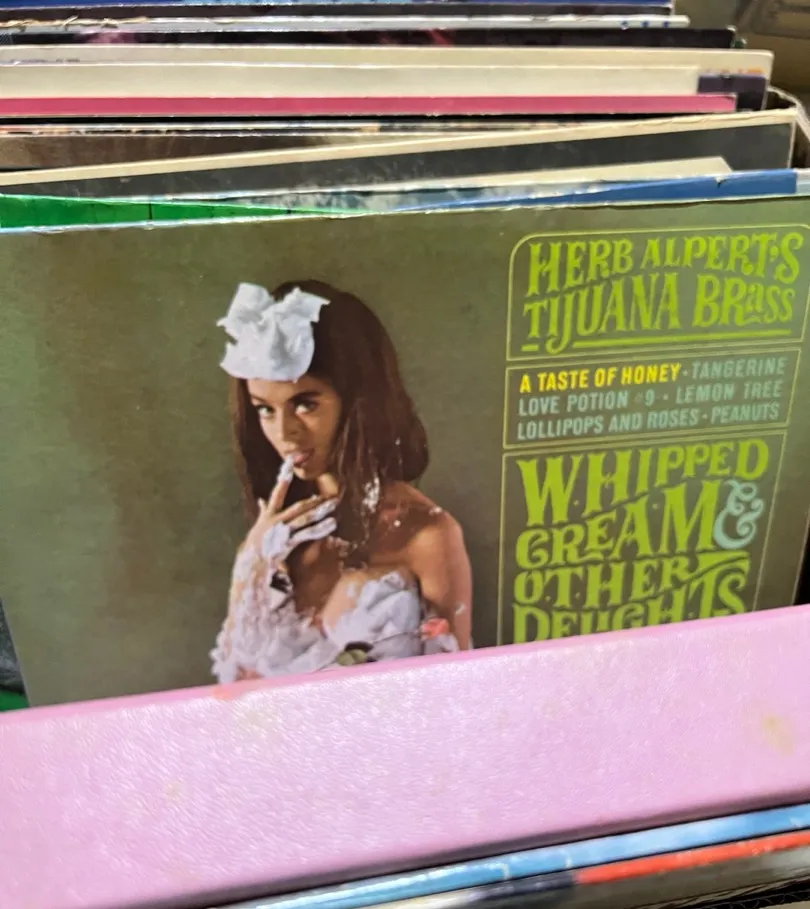 HERB ALPERT'S
TIJUANA BRASS
A TASTE OF HONEY • TANGERINE
LOVE POTION #9 • LEMON TREE
LOLLIPOPS AND ROSES • PEANUTS
WHIPPED
CREAM &
OTHER
DELIGHTS